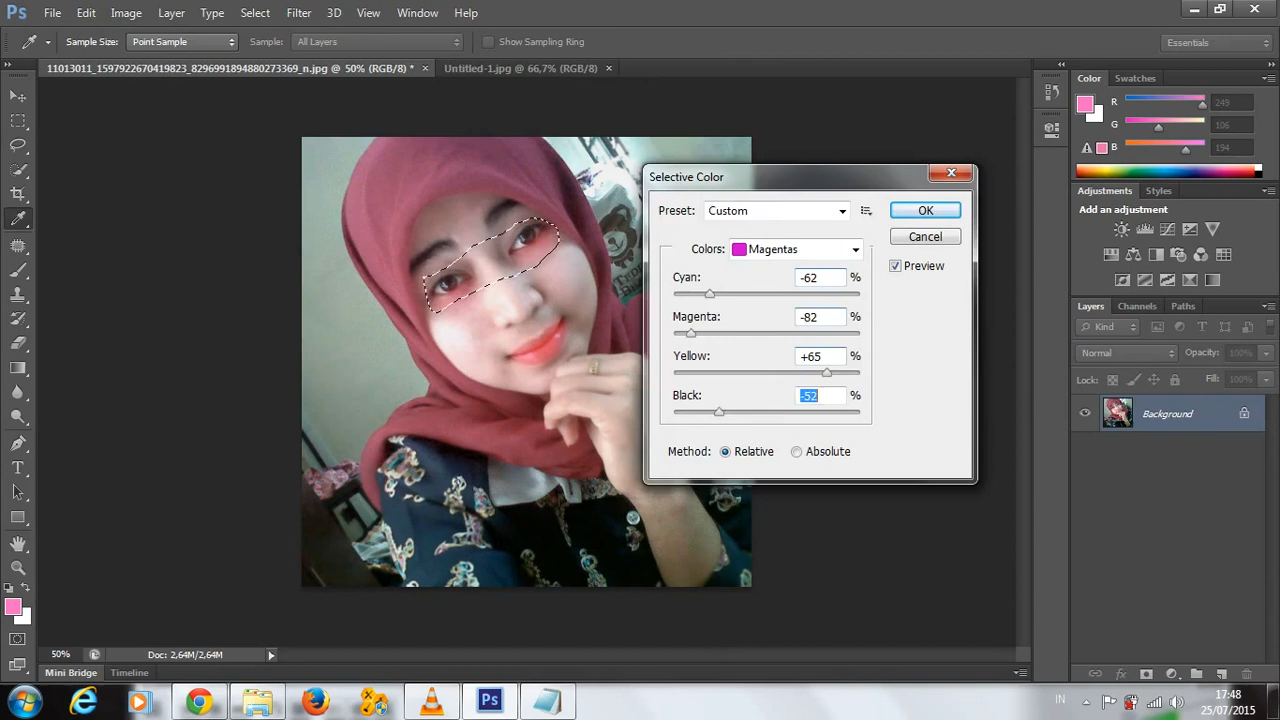 Ps File Edit Image Layer Type Select Filter 3D View Window Help
Sample Size: Point Sample Sample: All Layers Show Sampling Ring Essentials
11013011_1597922670419823_8296991894880273369_n.jpg @ 50% (RGB/8) * × Untitled-1.jpg @ 66,7% (RGB/8) ×
Color Swatches
R 249
G 106
B 194
Adjustments Styles
Add an adjustment
Layers Channels Paths
Kind
Normal Opacity: 100%
Lock: Fill: 100%
Background
Selective Color
Preset: Custom OK
Colors: Magentas Cancel
Cyan: -62 % Preview
Magenta: -82 %
Yellow: +65 %
Black: -52 %
Method: Relative Absolute
50% Doc: 2,64M/2,64M
Mini Bridge Timeline
Ps IN 17:48
25/07/2015